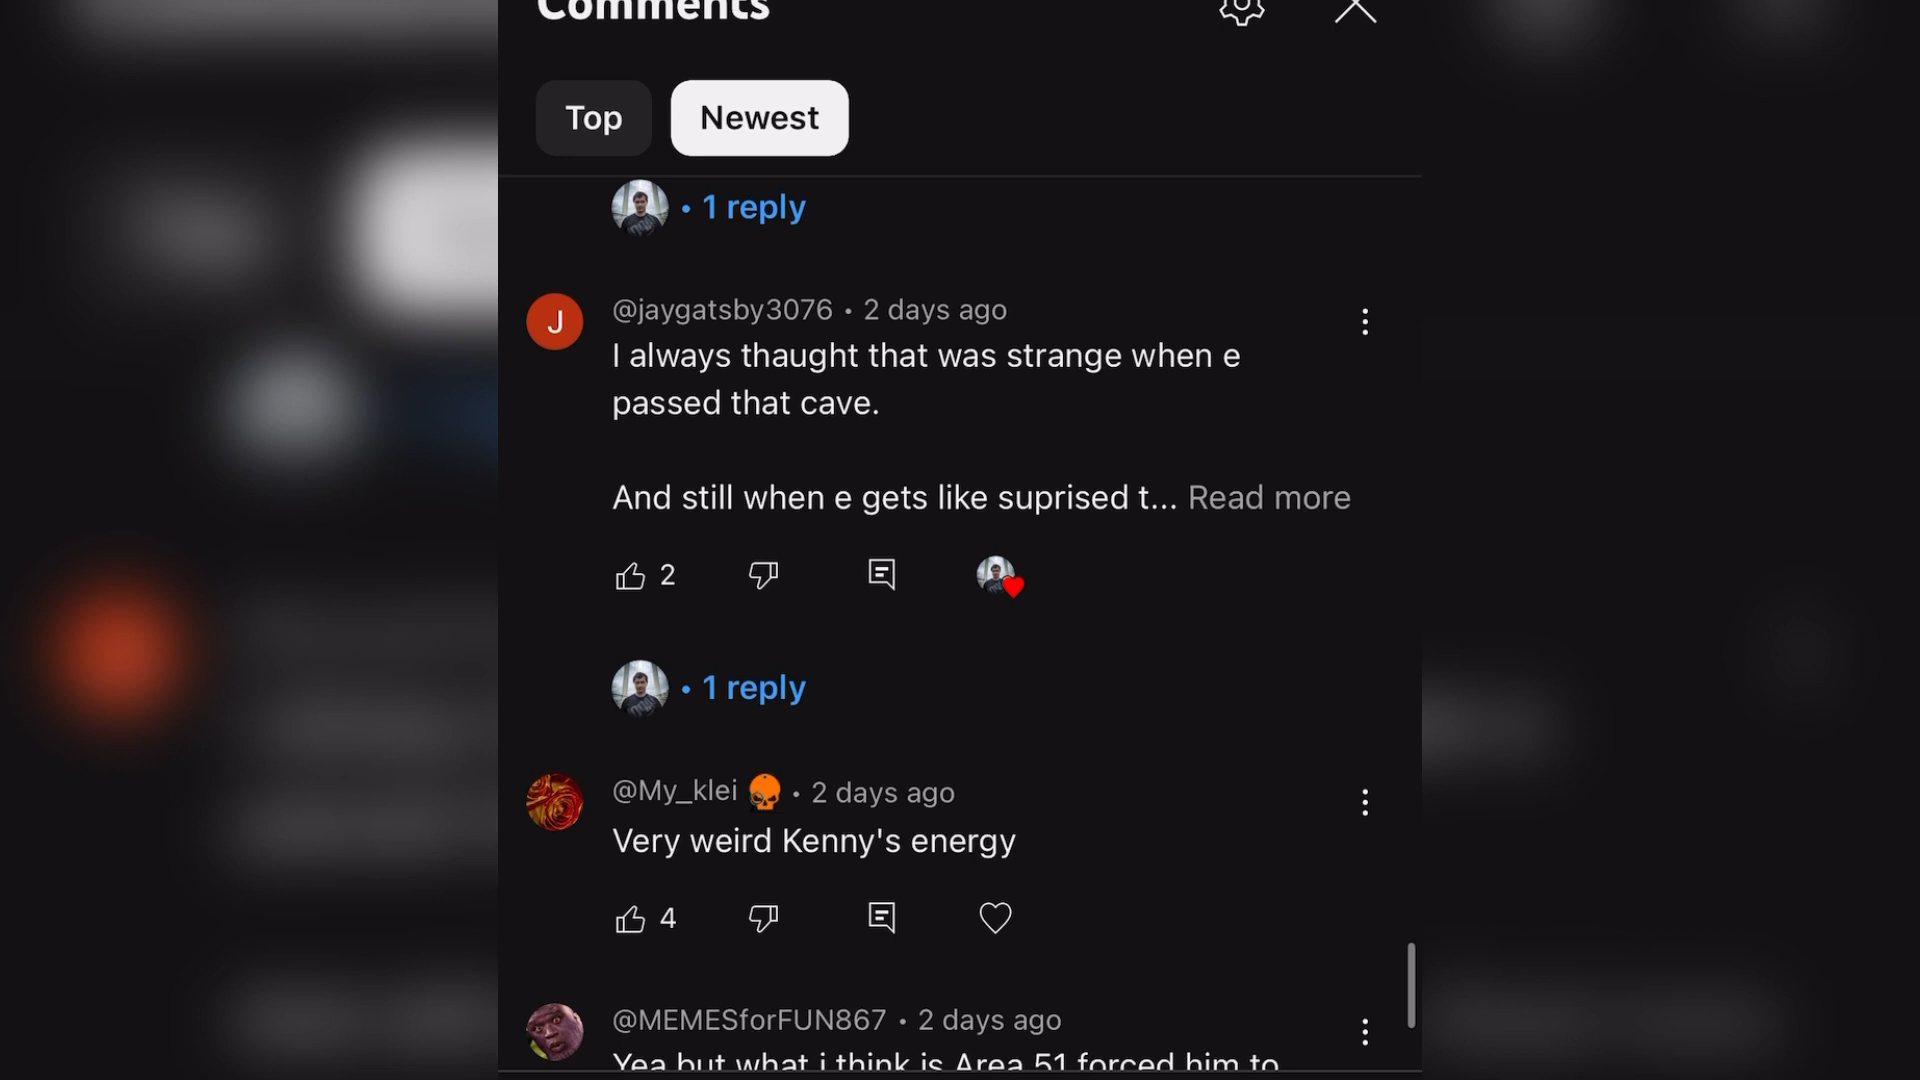 Comments
Top
Newest
• 1 reply
J
@jaygatsby3076 • 2 days ago
I always thaught that was strange when e
passed that cave.
And still when e gets like suprised t... Read more
2
• 1 reply
@My_klei • 2 days ago
Very weird Kenny's energy
4
@MEMESforFUN867 • 2 days ago
Yea but what i think is Area 51 forced him to